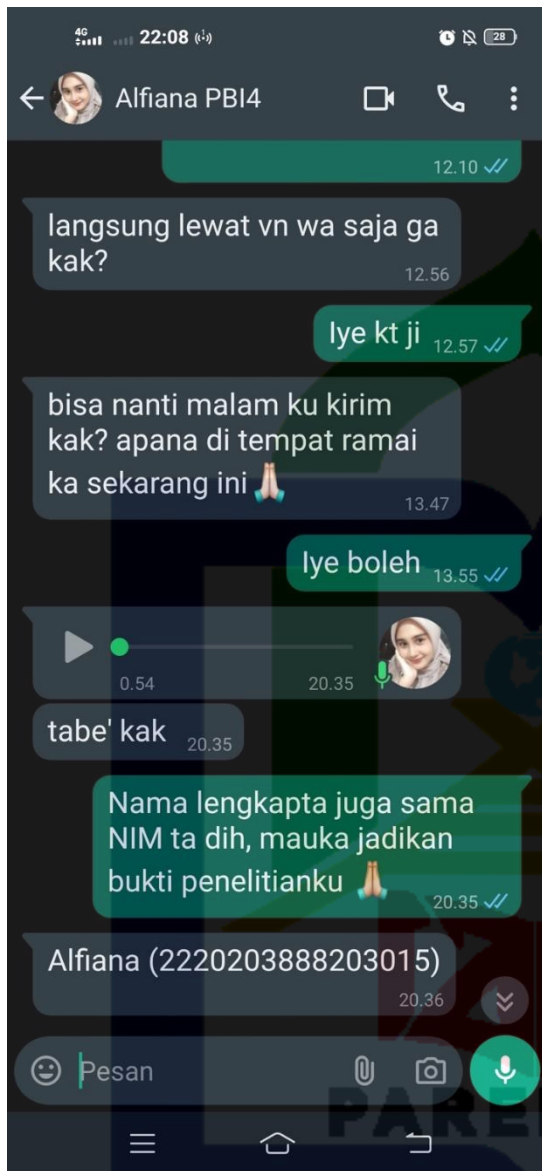 4G
22:08
28
Alfiana PBI4
12.10
langsung lewat vn wa saja ga
kak?
12.56
Iye kt ji
12.57
bisa nanti malam ku kirim
kak? apana di tempat ramai
ka sekarang ini🙏🏻
13.47
Iye boleh
13.55
0.54
20.35
tabe' kak
20.35
Nama lengkapta juga sama
NIM ta dih, mauka jadikan
bukti penelitianku 🙏🏼
20.35
Alfiana (2220203888203015)
20.36
Pesan